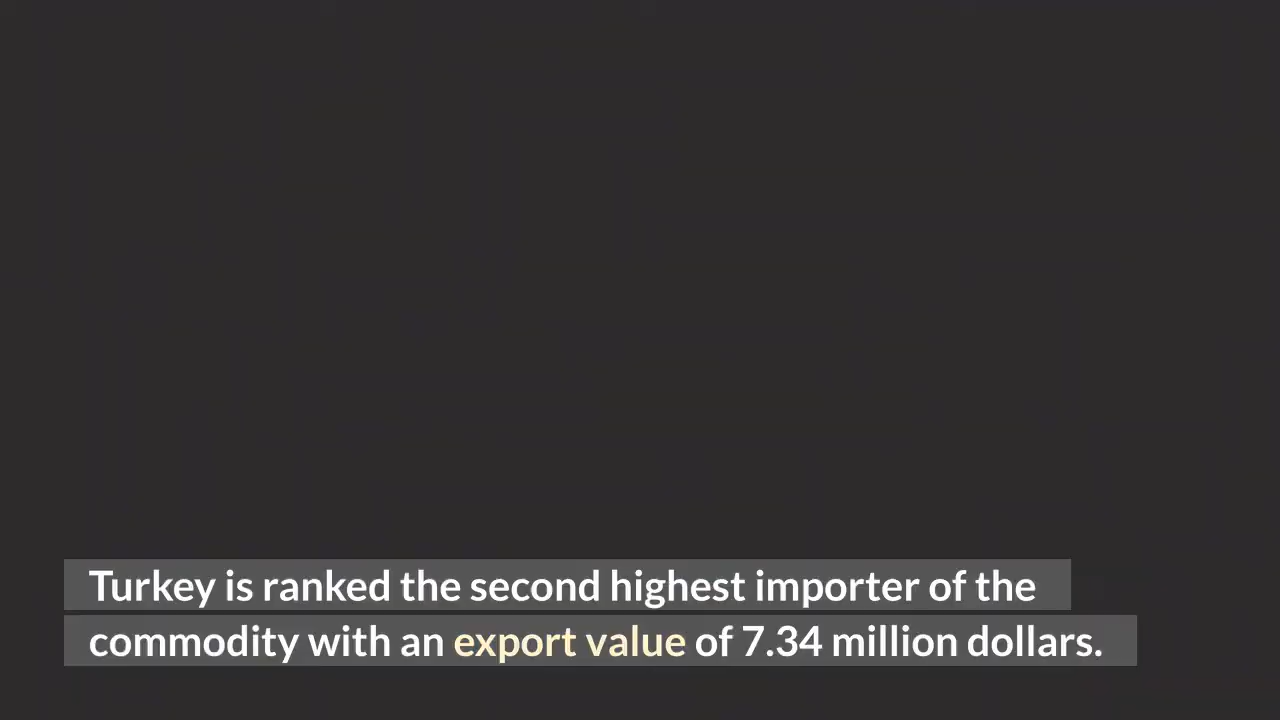 Turkey is ranked the second highest importer of the
commodity with an export value of 7.34 million dollars.